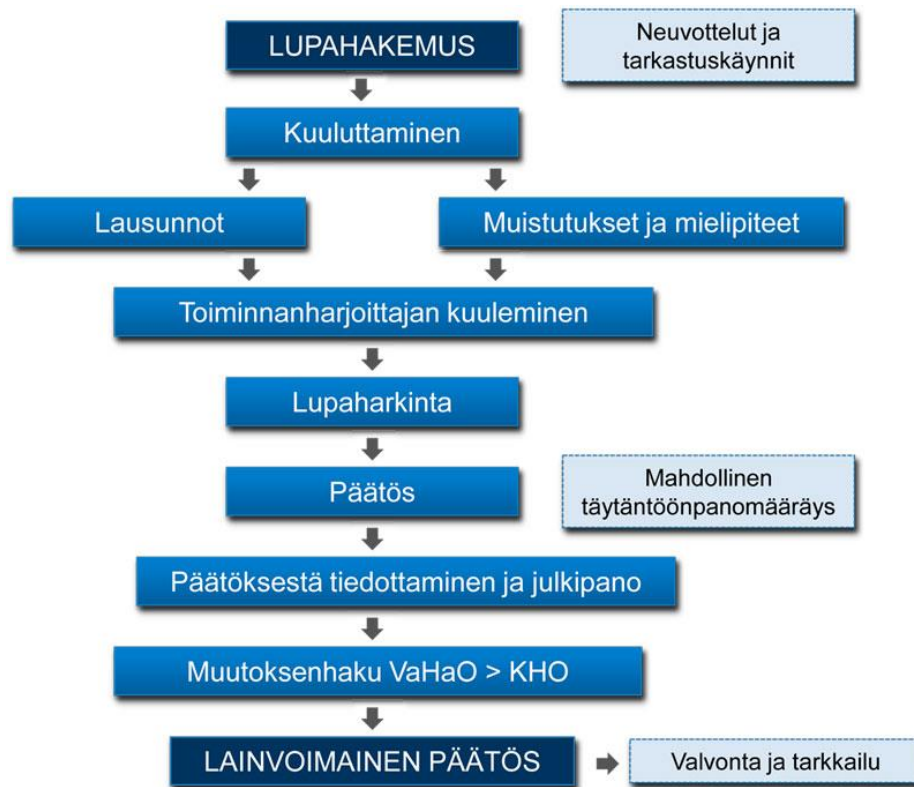 LUPAHAKEMUS
Neuvottelut ja
tarkastuskäynnit
Kuuluttaminen
Lausunnot
Muistutukset ja mielipiteet
Toiminnanharjoittajan kuuleminen
Lupaharkinta
Päätös
Mahdollinen
täytäntöönpanomääräys
Päätöksestä tiedottaminen ja julkipano
Muutoksenhaku VaHaO > KHO
LAINVOIMAINEN PÄÄTÖS
Valvonta ja tarkkailu